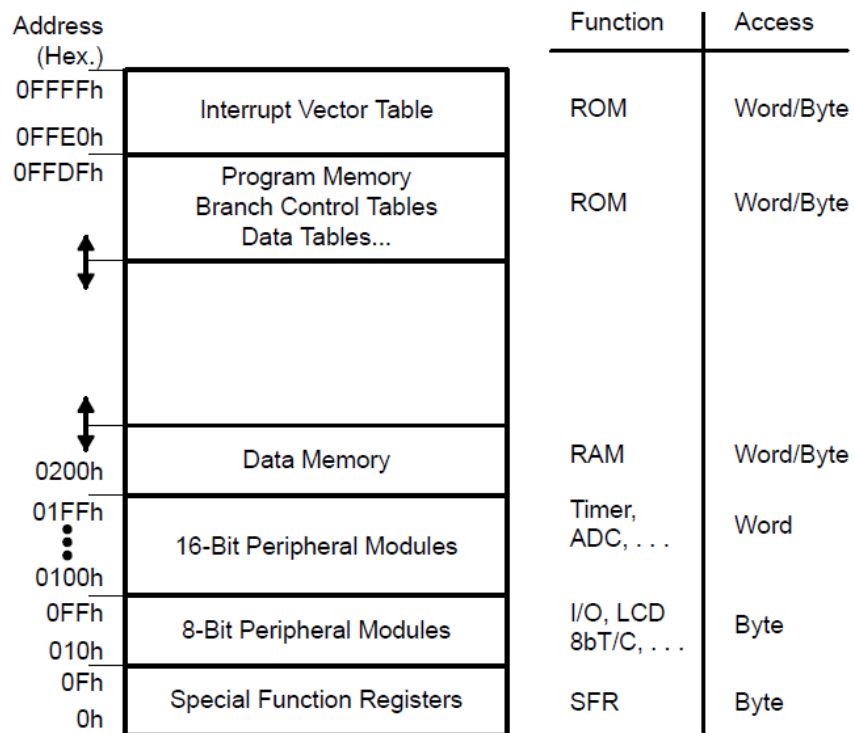 Address
(Hex.)
Function
Access
0FFFFh
Interrupt Vector Table
ROM
Word/Byte
0FFE0h
0FFDFh
Program Memory
Branch Control Tables
Data Tables...
ROM
Word/Byte
Data Memory
RAM
Word/Byte
0200h
01FFh
16-Bit Peripheral Modules
Timer,
ADC, . . .
Word
0100h
0FFh
8-Bit Peripheral Modules
I/O, LCD
8bT/C, . . .
Byte
010h
0Fh
Special Function Registers
SFR
Byte
0h